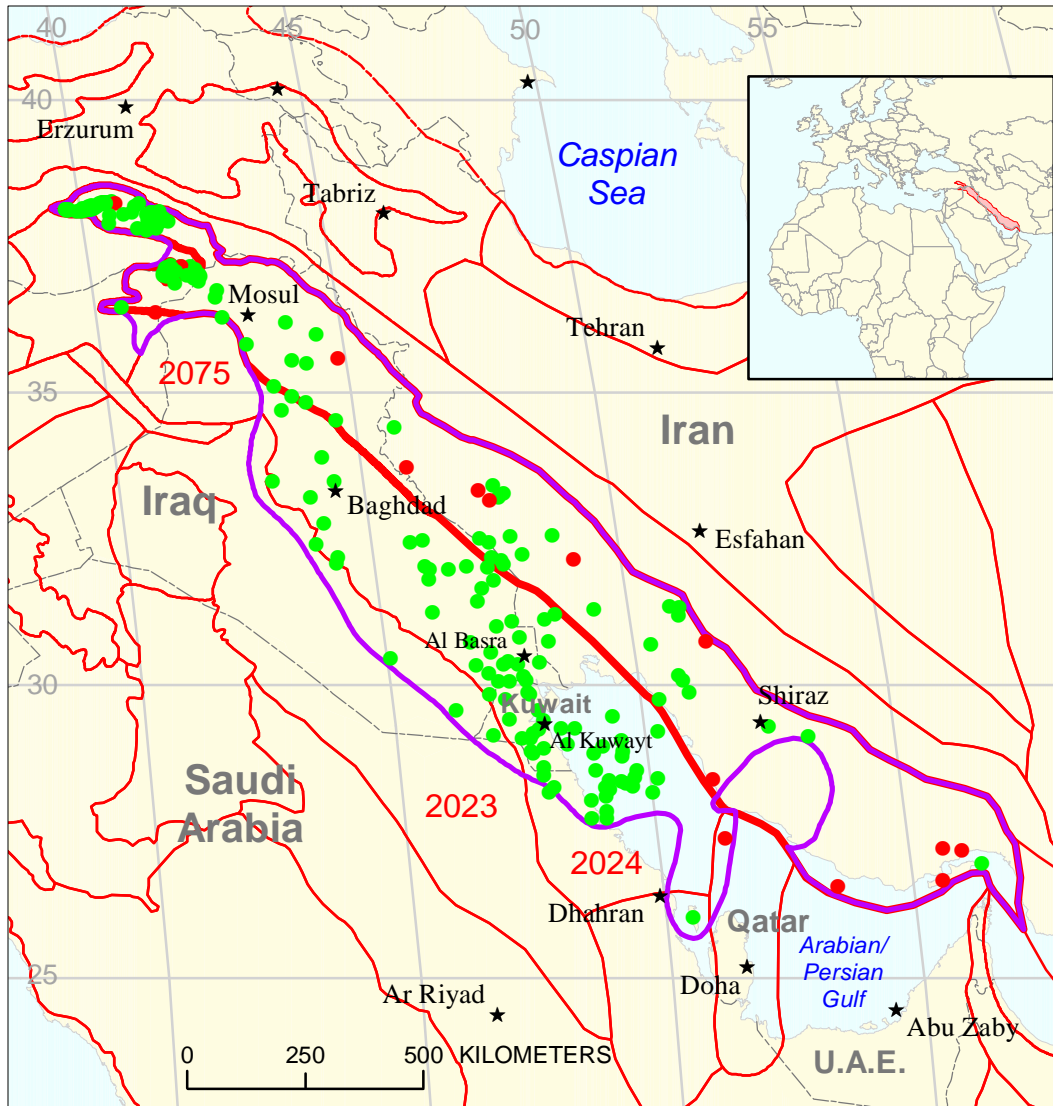 40
45
50
55
40
Erzurum
Caspian
Sea
Tabriz
Mosul
Tehran
2075
35
Iran
Iraq
Baghdad
Esfahan
Al Basra
30
Kuwait
Shiraz
Al Kuwayt
Saudi
Arabia
2023
2024
Dhahran
Qatar
Arabian/
Persian
Gulf
25
Doha
Ar Riyad
Abu Zaby
0
250
500 KILOMETERS
U.A.E.